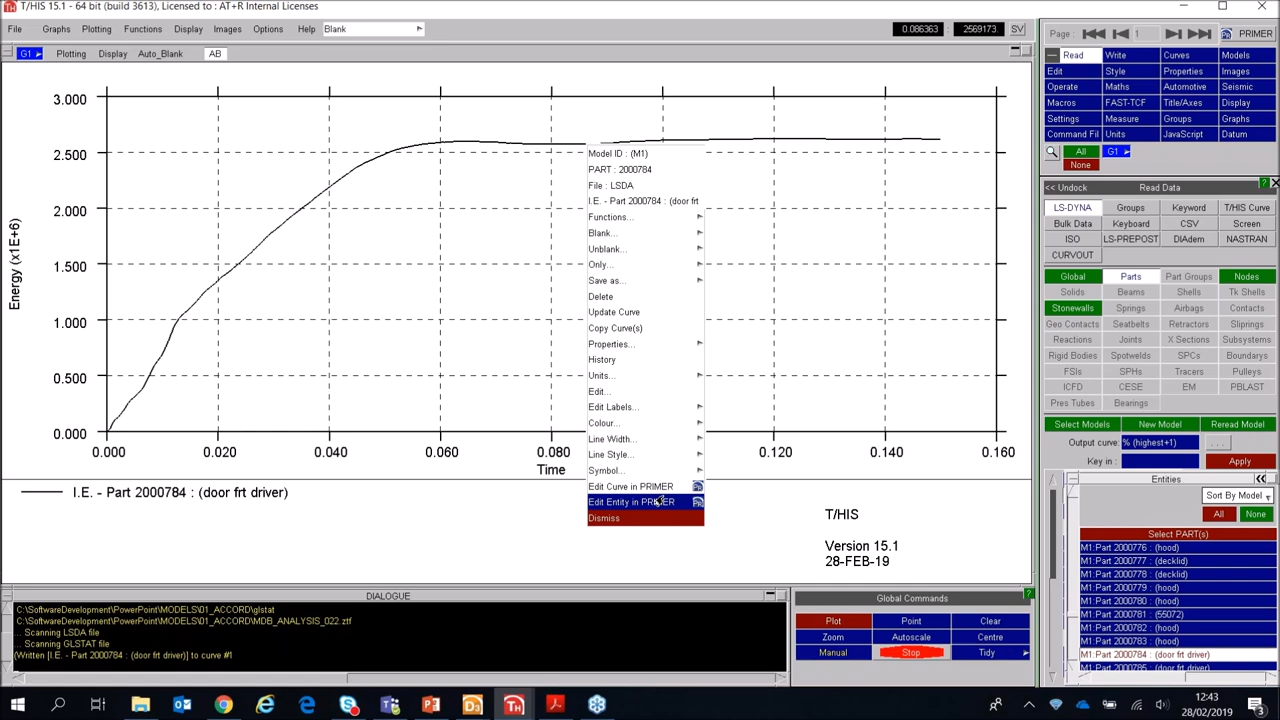 T/HIS 15.1 - 64 bit (build 3613), Licensed to : AT+R Internal Licenses
File Graphs Plotting Functions Display Images Options Help Blank 0.086363 2569173. SV
G1 Plotting Display Auto_Blank AB
3.000
2.500
2.000
1.500
1.000
0.500
0.000
Energy (x1E+6)
0.000 0.020 0.040 0.060 0.080 0.120 0.140 0.160
Time
I.E. - Part 2000784 : (door frt driver)
T/HIS
Version 15.1
28-FEB-19
Model ID : (M1)
PART : 2000784
File : LSDA
I.E. - Part 2000784 : (door frt
Functions...
Blank...
Unblank...
Only...
Save as...
Delete
Update Curve
Copy Curve(s)
Properties...
History
Units...
Edit...
Edit Labels...
Colour...
Line Width...
Line Style...
Symbol...
Edit Curve in PRIMER
Edit Entity in PRIMER
Dismiss
Page : 1 PRIMER
Read Write Curves Models
Edit Style Properties Images
Operate Maths Automotive Seismic
Macros FAST-TCF Title/Axes Display
Settings Measure Groups Graphs
Command Fil Units JavaScript Datum
All G1
None
<< Undock Read Data
LS-DYNA Groups Keyword T/HIS Curve
Bulk Data Keyboard CSV Screen
ISO LS-PREPOST DIAdem NASTRAN
CURVOUT
Global Parts Part Groups Nodes
Solids Beams Shells Tk Shells
Stonewalls Springs Airbags Contacts
Geo Contacts Seatbelts Retractors Sliprings
Reactions Joints X Sections Subsystems
Rigid Bodies Spotwelds SPCs Boundarys
FSIs SPHs Tracers Pulleys
ICFD CESE EM PBLAST
Pres Tubes Bearings
Select Models New Model Reread Model
Output curve: % (highest+1) ...
Key in : Apply
Entities
Sort By Model
All None
Select PART(s)
M1:Part 2000776 : (hood)
M1:Part 2000777 : (decklid)
M1:Part 2000778 : (decklid)
M1:Part 2000779 : (hood)
M1:Part 2000780 : (hood)
M1:Part 2000781 : (55072)
M1:Part 2000782 : (hood)
M1:Part 2000783 : (hood)
M1:Part 2000784 : (door frt driver)
M1:Part 2000785 : (door frt driver)
DIALOGUE
C:\SoftwareDevelopment\PowerPoint\MODELS\01_ACCORD\glstat
C:\SoftwareDevelopment\PowerPoint\MODELS\01_ACCORD\MDB_ANALYSIS_022.ztf
... Scanning LSDA file
... Scanning GLSTAT file
Written [I.E. - Part 2000784 : (door frt driver)] to curve #1
Global Commands
Plot Point Clear
Zoom Autoscale Centre
Manual Stop Tidy
12:43
28/02/2019
3